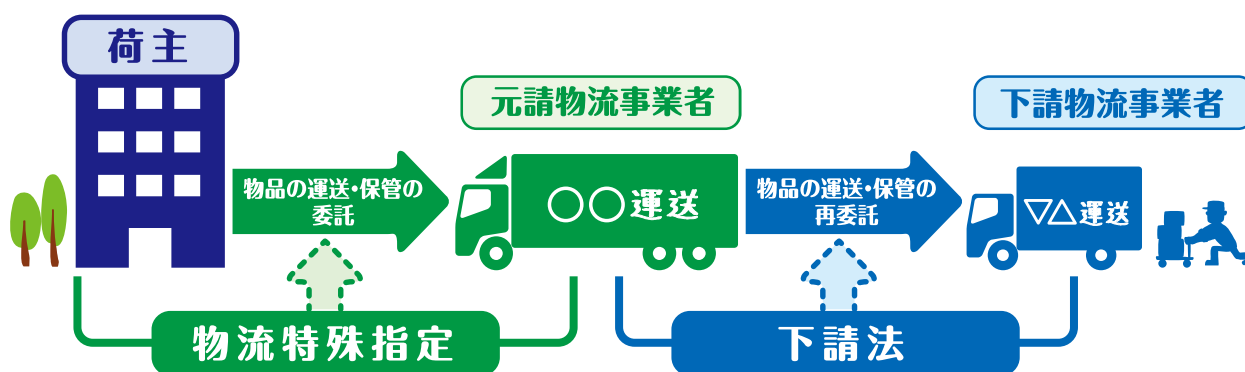 荷主
元請物流事業者
下請物流事業者
物品の運送・保管の
委託
○○運送
物品の運送・保管の
再委託
▽△運送
物流特殊指定
下請法